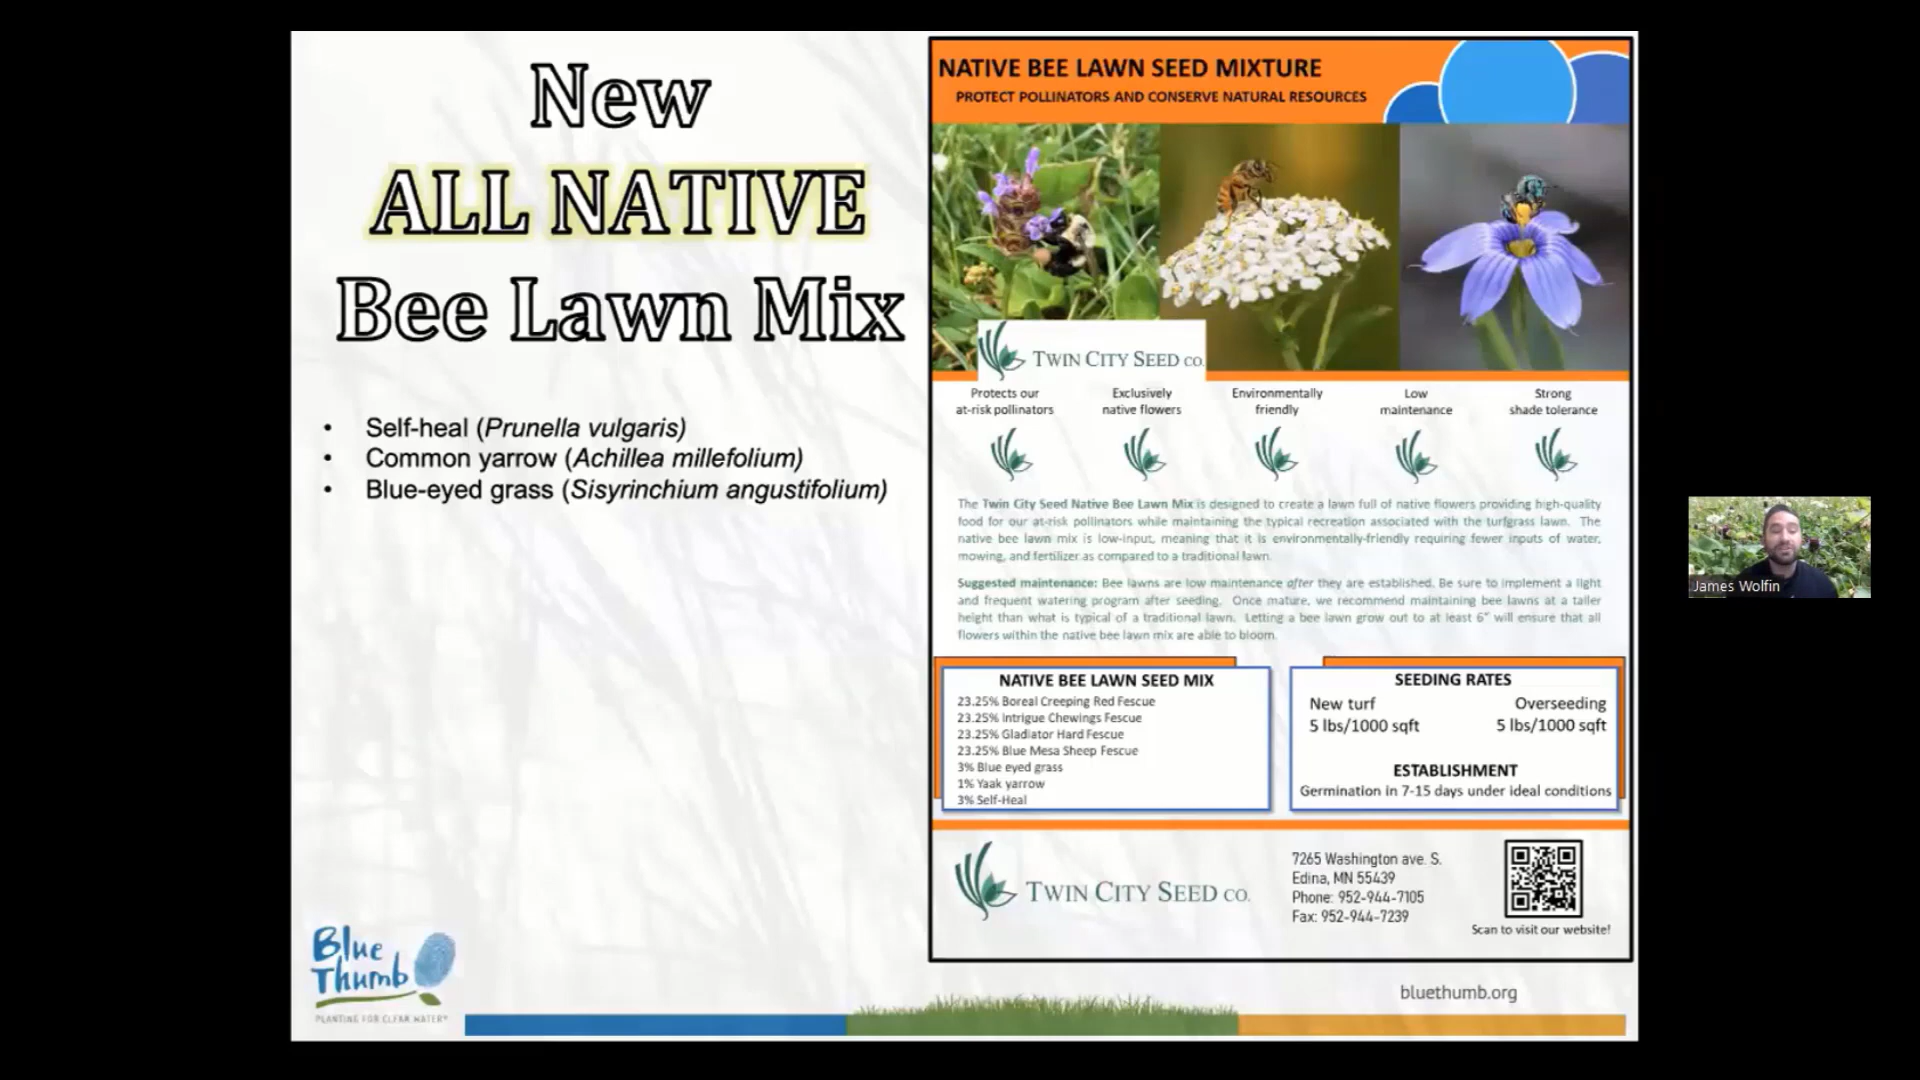 New
ALL NATIVE
Bee Lawn Mix
• Self-heal (Prunella vulgaris)
• Common yarrow (Achillea millefolium)
• Blue-eyed grass (Sisyrinchium angustifolium)
NATIVE BEE LAWN SEED MIXTURE
PROTECT POLLINATORS AND CONSERVE NATURAL RESOURCES
TWIN CITY SEED CO.
Protects our
at-risk pollinators
Exclusively
native flowers
Environmentally
friendly
Low
maintenance
Strong
shade tolerance
The Twin City Seed Native Bee Lawn Mix is designed to create a lawn full of native flowers providing high-quality
food for our at-risk pollinators while maintaining the typical recreation associated with the turfgrass lawn. The
native bee lawn mix is low-input, meaning that it is environmentally-friendly requiring fewer inputs of water,
mowing, and fertilizer as compared to a traditional lawn.
Suggested maintenance: Bee lawns are low maintenance after they are established. Be sure to implement a light
and frequent watering program after seeding. Once mature, we recommend maintaining bee lawns at a taller
height than what is typical of a traditional lawn. Letting a bee lawn grow out to at least 6" will ensure that all
flowers within the native bee lawn mix are able to bloom.
NATIVE BEE LAWN SEED MIX
23.25% Boreal Creeping Red Fescue
23.25% Intrigue Chewings Fescue
23.25% Gladiator Hard Fescue
23.25% Blue Mesa Sheep Fescue
3% Blue eyed grass
1% Yaak yarrow
3% Self-Heal
SEEDING RATES
New turf Overseeding
5 lbs/1000 sqft 5 lbs/1000 sqft
ESTABLISHMENT
Germination in 7-15 days under ideal conditions
TWIN CITY SEED CO.
7265 Washington ave. S.
Edina, MN 55439
Phone: 952-944-7105
Fax: 952-944-7239
Scan to visit our website!
Blue
Thumb
PLANTING FOR CLEAN WATER®
bluethumb.org
James Wolfin